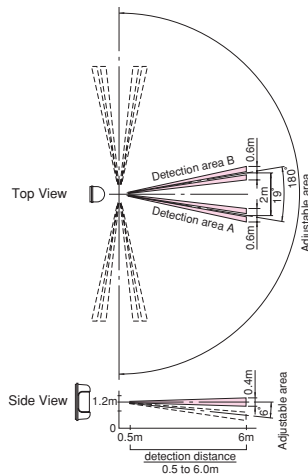 Top View
Detection area B
Detection area A
0.6m
2 m
0.6m
19°
180°
Adjustable area
Side View
1.2m
0
0.4m
6°
Adjustable area
0.5m
6m
detection distance
0.5 to 6.0m